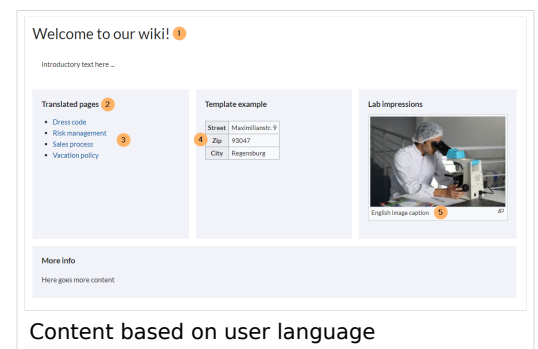 Welcome to our wiki! 1
Introductory text here ...
Translated pages 2
Dress code
Risk management
Sales process
Vacation policy
3
Template example
Street Maximilianstr. 9
4 Zip 93047
City Regensburg
Lab impressions
English image caption 5
More info
Here goes more content
Content based on user language